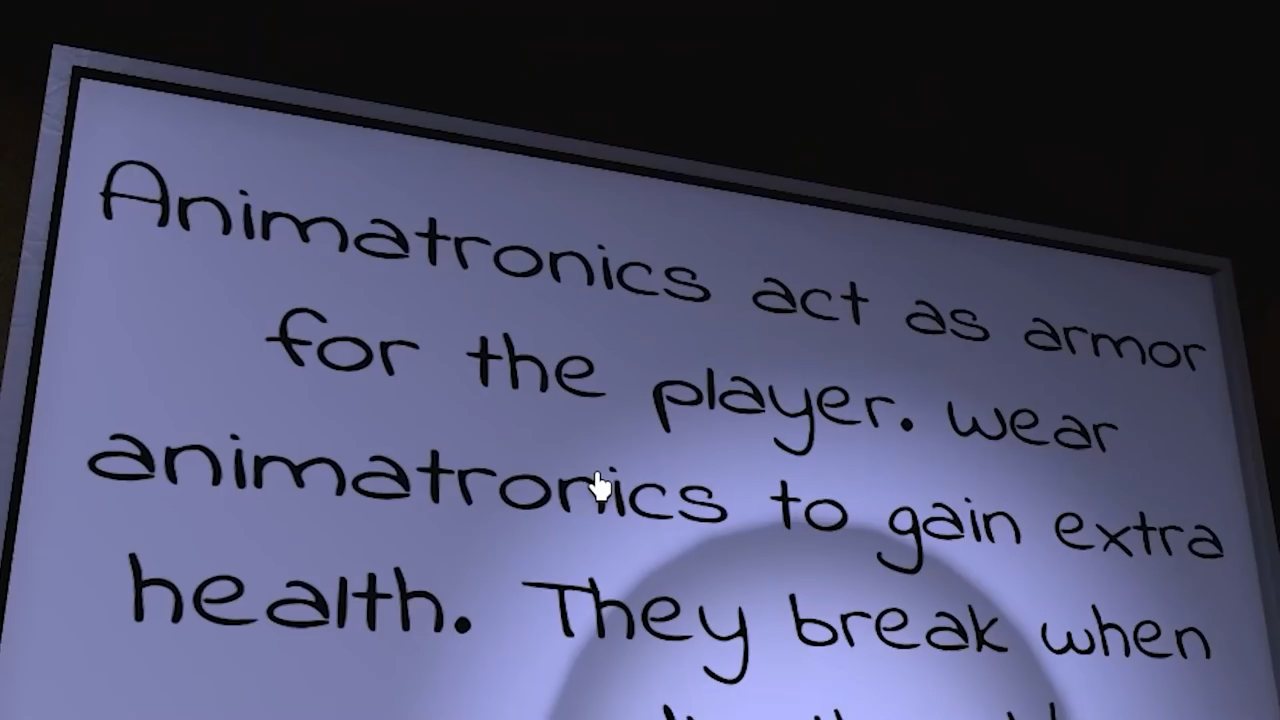 Animatronics act as armor
for the player. wear
animatronics to gain extra
health. They break when